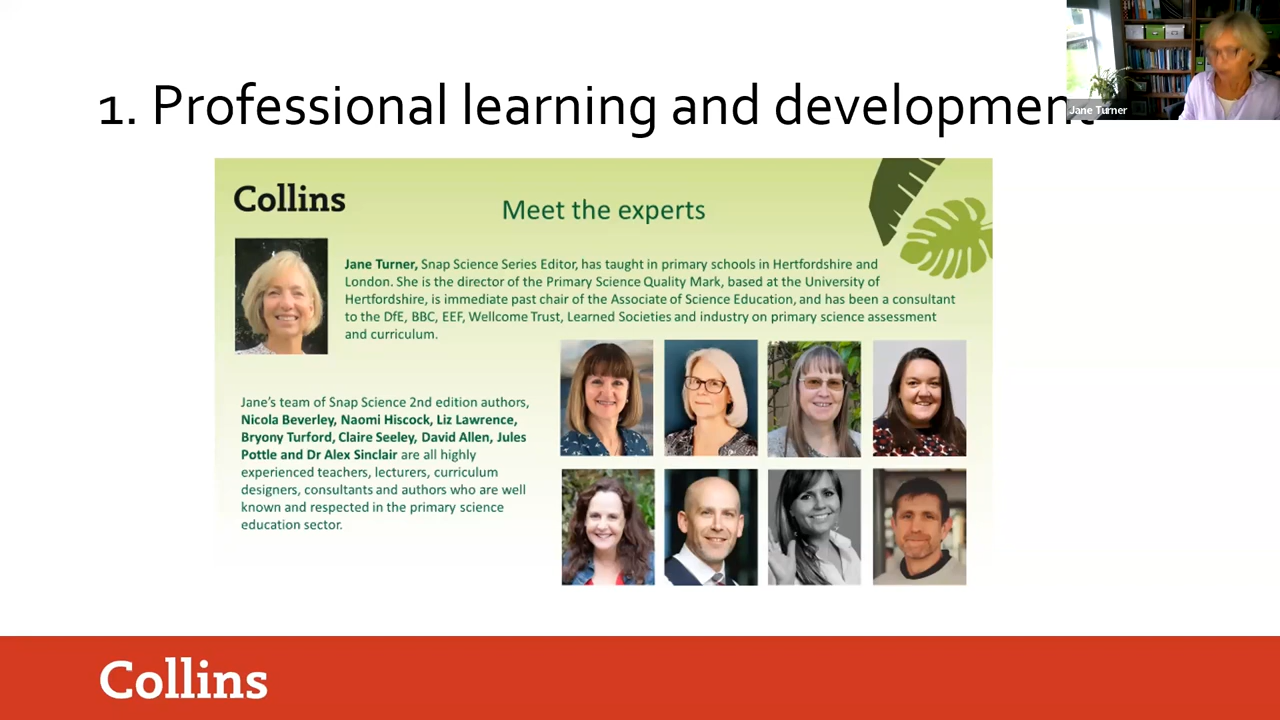 1. Professional learning and development
Jane Turner
Collins
Meet the experts
Jane Turner, Snap Science Series Editor, has taught in primary schools in Hertfordshire and
London. She is the director of the Primary Science Quality Mark, based at the University of
Hertfordshire, is immediate past chair of the Associate of Science Education, and has been a consultant
to the DfE, BBC, EEF, Wellcome Trust, Learned Societies and industry on primary science assessment
and curriculum.
Jane's team of Snap Science 2nd edition authors,
Nicola Beverley, Naomi Hiscock, Liz Lawrence,
Bryony Turford, Claire Seeley, David Allen, Jules
Pottle and Dr Alex Sinclair are all highly
experienced teachers, lecturers, curriculum
designers, consultants and authors who are well
known and respected in the primary science
education sector.
Collins